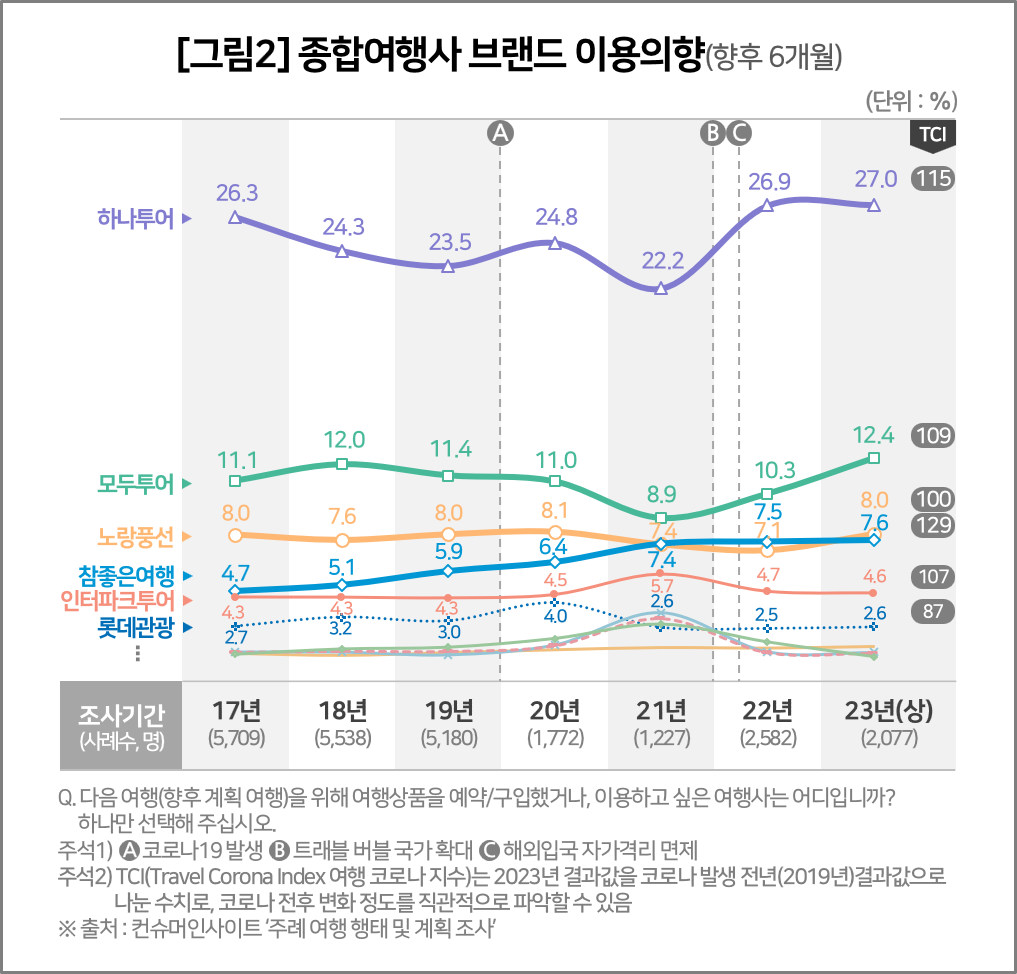 [그림2] 종합여행사 브랜드 이용의향(향후 6개월)
(단위 : %)
A B C TCI
하나투어 ▶ 26.3 24.3 23.5 24.8 22.2 26.9 27.0 115
모두투어 ▶ 11.1 12.0 11.4 11.0 8.9 10.3 12.4 109
노랑풍선 ▶ 8.0 7.6 8.0 8.1 7.4 7.1 8.0 100
참좋은여행 ▶ 4.7 5.1 5.9 6.4 7.4 7.5 7.6 129
인터파크투어 ▶ 4.3 4.3 4.3 4.5 5.7 4.7 4.6 107
롯데관광 ▶ 2.7 3.2 3.0 4.0 2.6 2.5 2.6 87
⋮
조사기간 17년 18년 19년 20년 21년 22년 23년(상)
(사례수, 명) (5,709) (5,538) (5,180) (1,772) (1,227) (2,582) (2,077)
Q. 다음 여행(향후 계획 여행)을 위해 여행상품을 예약/구입했거나, 이용하고 싶은 여행사는 어디입니까?
하나만 선택해 주십시오.
주석1) A 코로나19 발생 B 트래블 버블 국가 확대 C 해외입국 자가격리 면제
주석2) TCI(Travel Corona Index 여행 코로나 지수)는 2023년 결과값을 코로나 발생 전년(2019년)결과값으로
나눈 수치로, 코로나 전후 변화 정도를 직관적으로 파악할 수 있음
※ 출처 : 컨슈머인사이트 ‘주례 여행 행태 및 계획 조사’